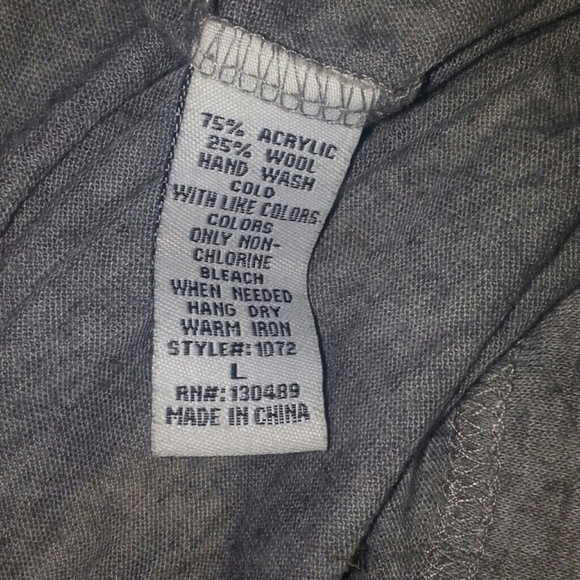 75% ACRYLIC
25% WOOL
HAND WASH
COLD
WITH LIKE COLORS.
COLORS
ONLY NON-
CHLORINE
BLEACH
WHEN NEEDED
HANG DRY
WARM IRON
STYLE#:1072
L
RN#:130489
MADE IN CHINA